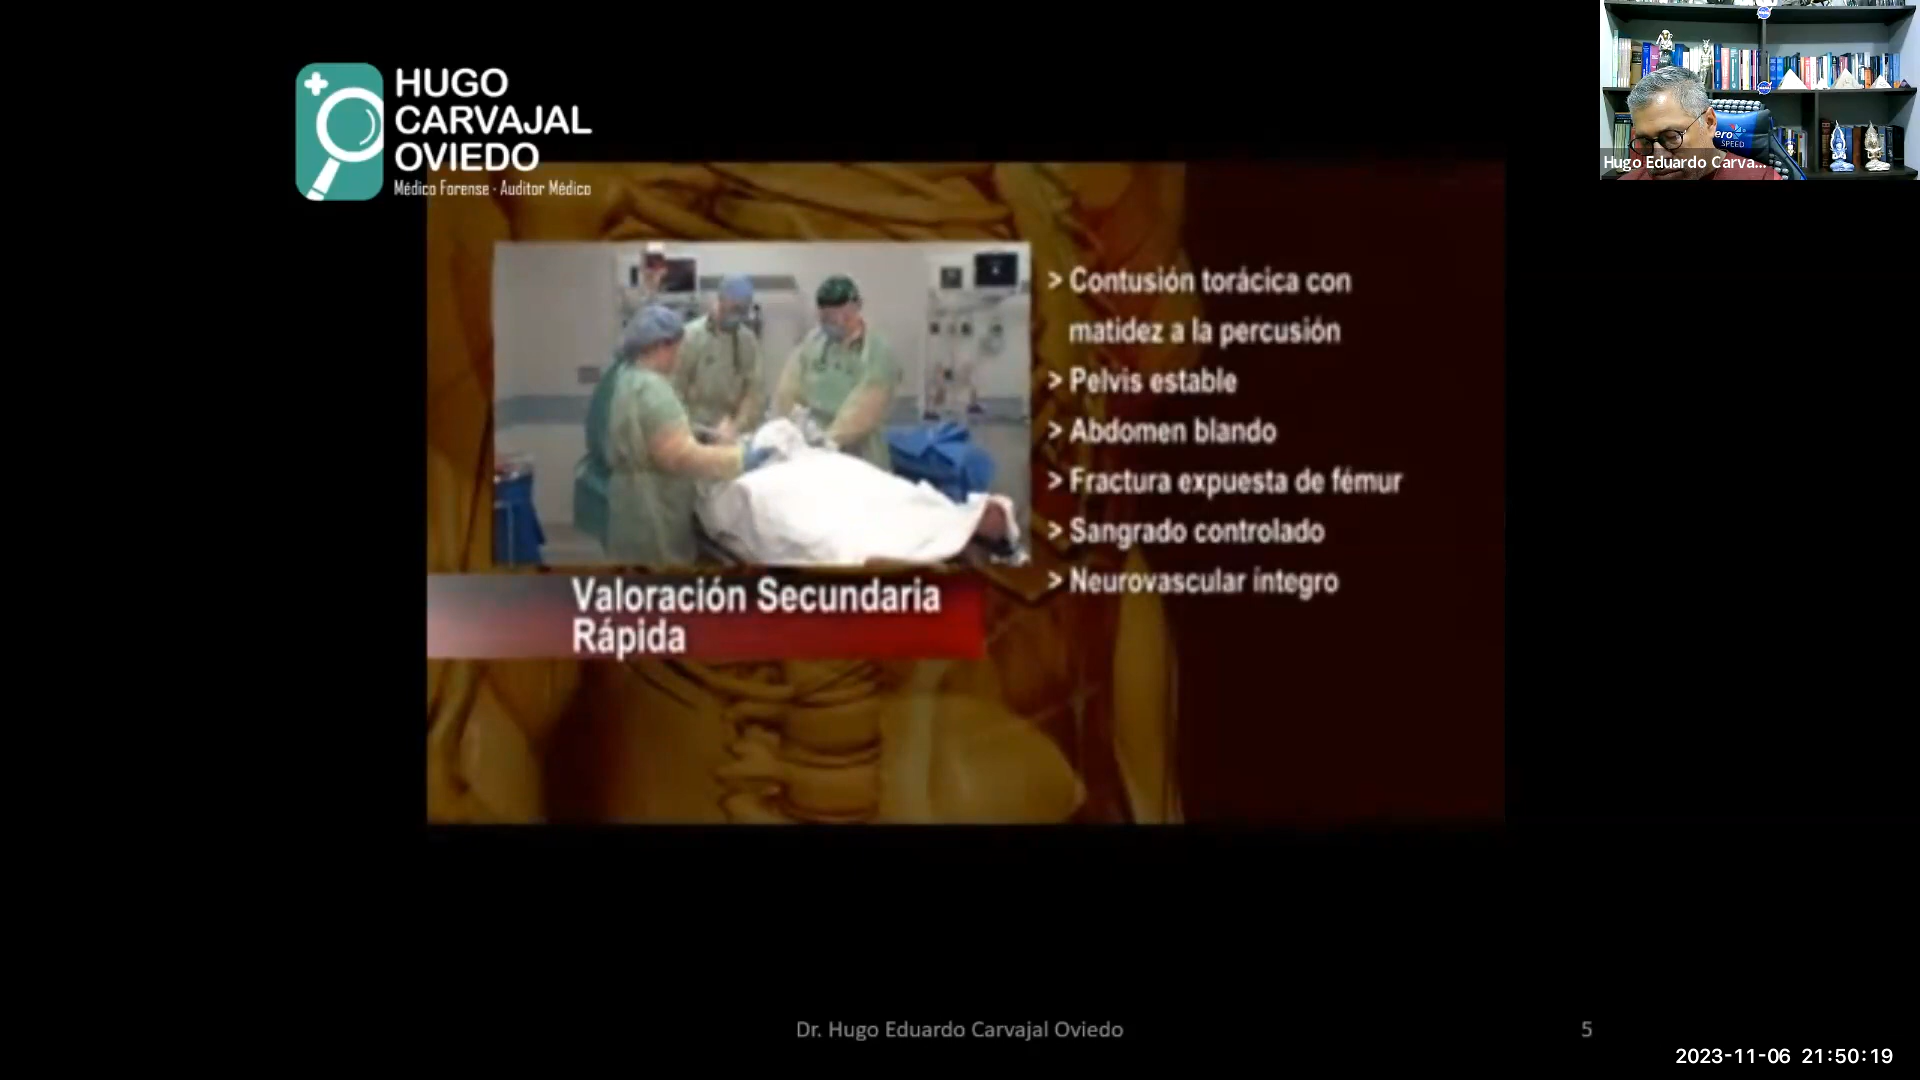 HUGO
CARVAJAL
OVIEDO
Médico Forense - Auditor Médico
> Contusión torácica con
matidez a la percusión
> Pelvis estable
> Abdomen blando
> Fractura expuesta de fémur
> Sangrado controlado
> Neurovascular íntegro
Valoración Secundaria
Rápida
SPEED
Hugo Eduardo Carva...
Dr. Hugo Eduardo Carvajal Oviedo
5
2023-11-06 21:50:19